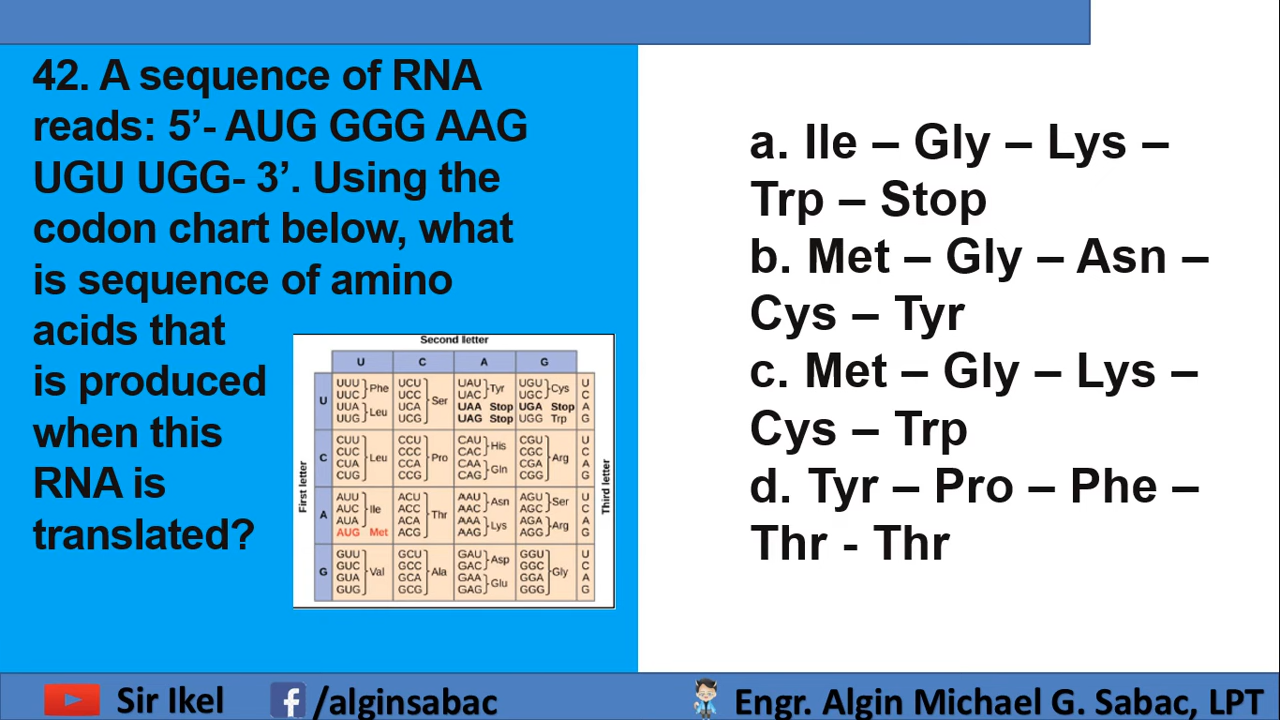 42. A sequence of RNA
reads: 5’- AUG GGG AAG
UGU UGG- 3’. Using the
codon chart below, what
is sequence of amino
acids that
is produced
when this
RNA is
translated?
Second letter
U C A G
First letter
Third letter
U
UUU UCU UAU UGU U
UUC Phe UCC UAC Tyr UGC Cys C
UUA UCA Ser UAA Stop UGA Stop A
UUG Leu UCG UAG Stop UGG Trp G
C
CUU CCU CAU CGU U
CUC CCC CAC His CGC C
CUA Leu CCA Pro CAA CGA Arg A
CUG CCG CAG Gln CGG G
A
AUU ACU AAU AGU U
AUC Ile ACC AAC Asn AGC Ser C
AUA ACA Thr AAA AGA A
AUG Met ACG AAG Lys AGG Arg G
G
GUU GCU GAU GGU U
GUC GCC GAC Asp GGC C
GUA Val GCA Ala GAA GGA Gly A
GUG GCG GAG Glu GGG G
a. Ile – Gly – Lys –
Trp – Stop
b. Met – Gly – Asn –
Cys – Tyr
c. Met – Gly – Lys –
Cys – Trp
d. Tyr – Pro – Phe –
Thr - Thr
Sir Ikel
f /alginsabac
Engr. Algin Michael G. Sabac, LPT